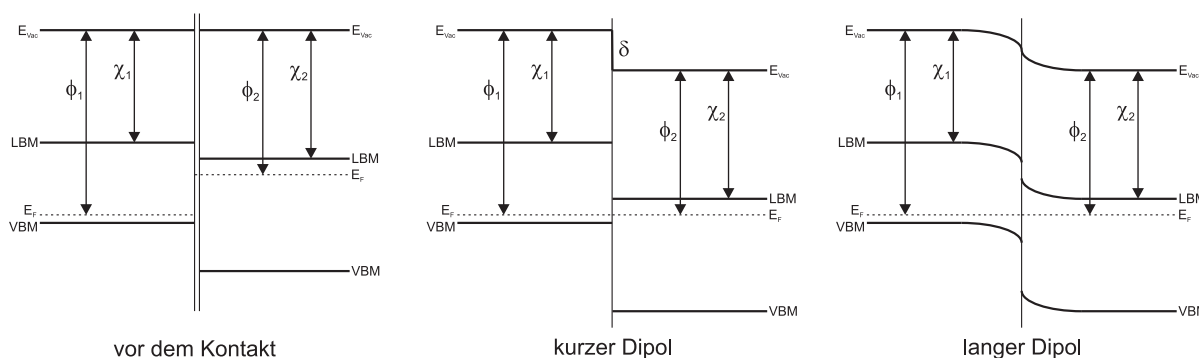 E_Vac E_Vac
χ₁ χ₂
ϕ₁ ϕ₂
LBM LBM
E_F
E_F
VBM
VBM
vor dem Kontakt
E_Vac
δ
E_Vac
χ₁
ϕ₁
χ₂
ϕ₂
LBM
LBM
E_F E_F
VBM
VBM
kurzer Dipol
E_Vac
E_Vac
χ₁
ϕ₁
χ₂
ϕ₂
LBM
LBM
E_F E_F
VBM
VBM
langer Dipol